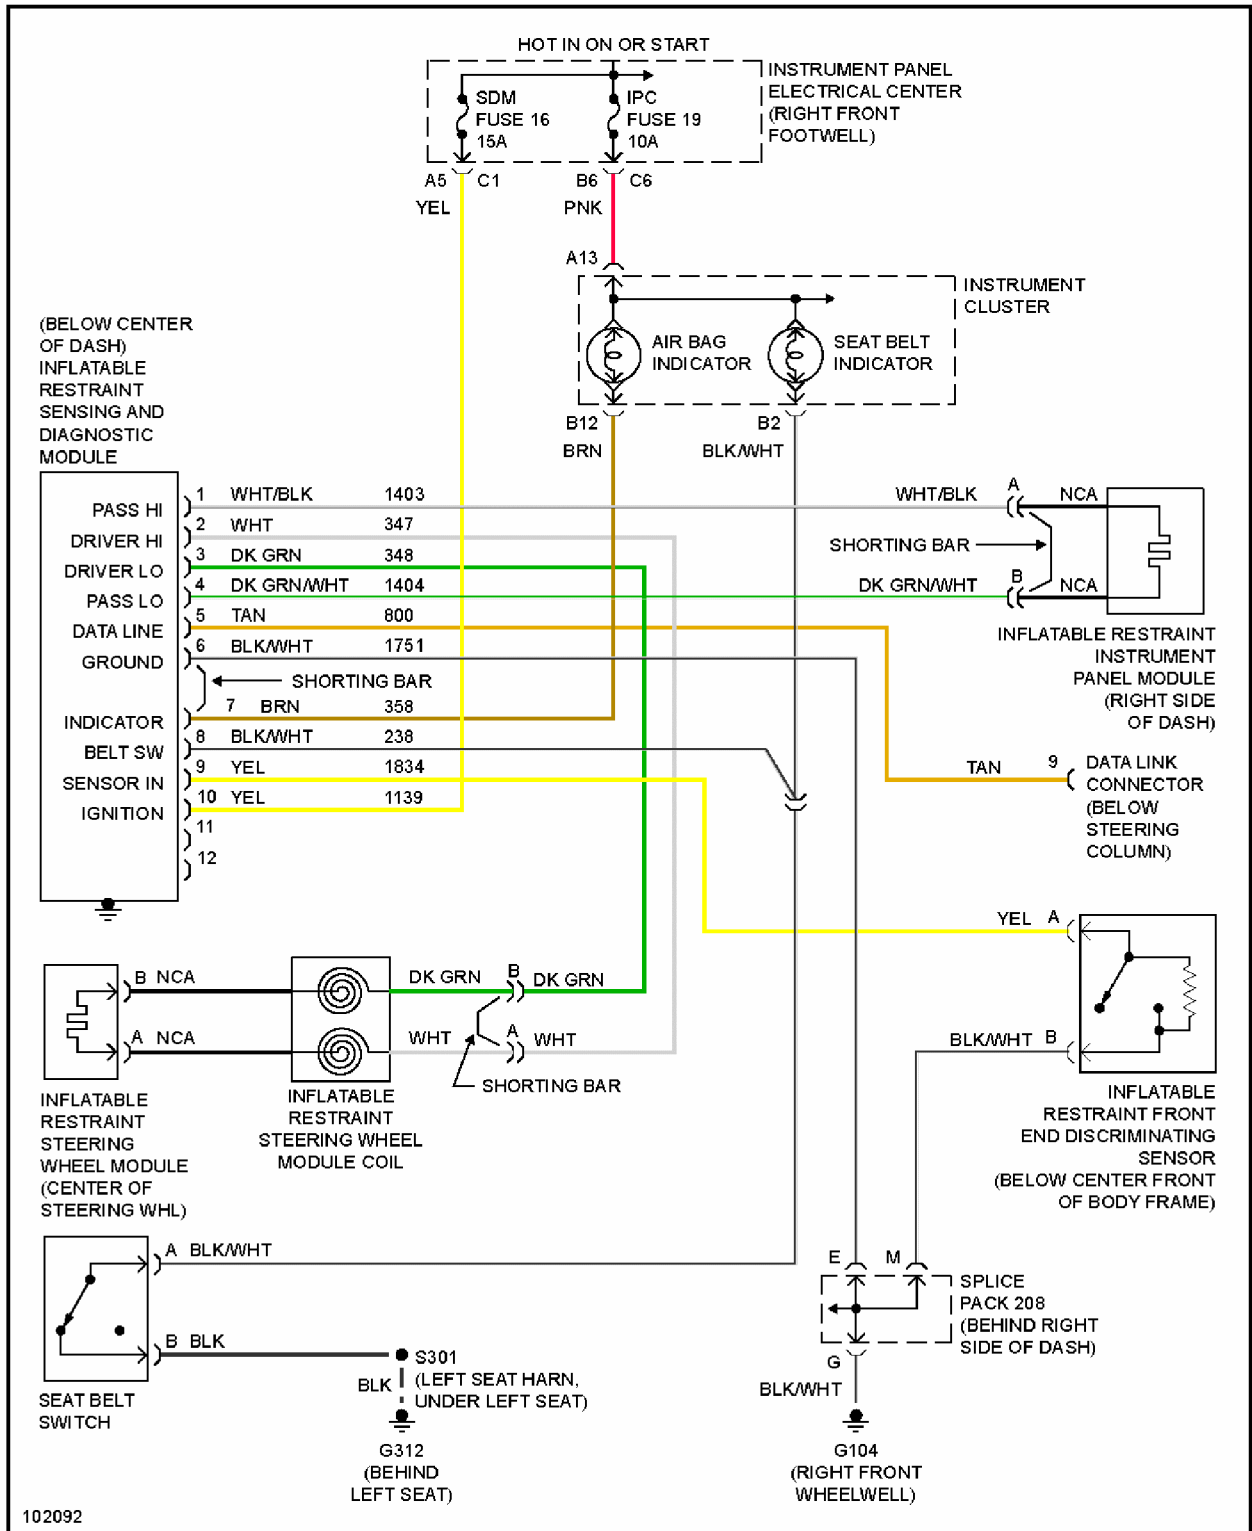 HOT IN ON OR START
INSTRUMENT PANEL
ELECTRICAL CENTER
(RIGHT FRONT
FOOTWELL)
SDM
FUSE 16
15A
IPC
FUSE 19
10A
A5
C1
B6
C6
YEL
PNK
A13
INSTRUMENT
CLUSTER
AIR BAG
INDICATOR
SEAT BELT
INDICATOR
B12
B2
BRN
BLK/WHT
(BELOW CENTER
OF DASH)
INFLATABLE
RESTRAINT
SENSING AND
DIAGNOSTIC
MODULE
PASS HI 1 WHT/BLK 1403
DRIVER HI 2 WHT 347
DRIVER LO 3 DK GRN 348
PASS LO 4 DK GRN/WHT 1404
DATA LINE 5 TAN 800
GROUND 6 BLK/WHT 1751
SHORTING BAR
INDICATOR 7 BRN 358
BELT SW 8 BLK/WHT 238
SENSOR IN 9 YEL 1834
IGNITION 10 YEL 1139
11
12
WHT/BLK A NCA
SHORTING BAR
DK GRN/WHT B NCA
INFLATABLE RESTRAINT
INSTRUMENT
PANEL MODULE
(RIGHT SIDE
OF DASH)
TAN 9
DATA LINK
CONNECTOR
(BELOW
STEERING
COLUMN)
YEL A
BLK/WHT B
INFLATABLE
RESTRAINT FRONT
END DISCRIMINATING
SENSOR
(BELOW CENTER FRONT
OF BODY FRAME)
B NCA
A NCA
DK GRN B DK GRN
WHT A WHT
SHORTING BAR
INFLATABLE
RESTRAINT
STEERING
WHEEL MODULE
(CENTER OF
STEERING WHL)
INFLATABLE
RESTRAINT
STEERING WHEEL
MODULE COIL
A BLK/WHT
B BLK
SEAT BELT
SWITCH
S301
(LEFT SEAT HARN,
UNDER LEFT SEAT)
BLK
G312
(BEHIND
LEFT SEAT)
E
M
SPLICE
PACK 208
(BEHIND RIGHT
SIDE OF DASH)
G
BLK/WHT
G104
(RIGHT FRONT
WHEELWELL)
102092